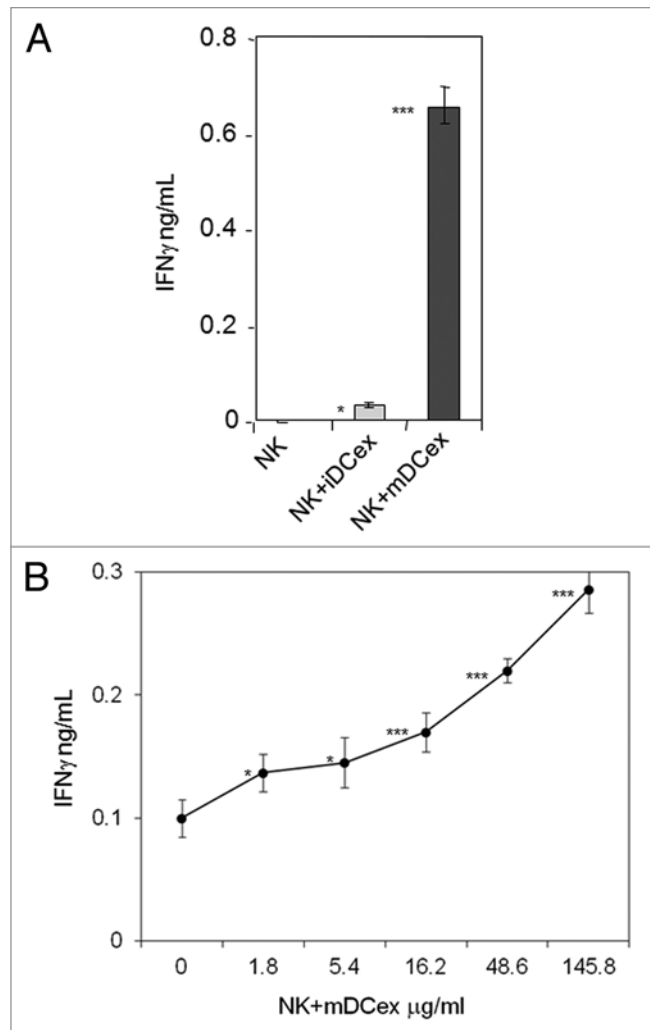 A
0.8
0.6
0.4
0.2
0
IFNγ ng/mL
***
*
NK
NK+iDCex
NK+mDCex
B
0.3
0.2
0.1
0
IFNγ ng/mL
*
*
***
***
***
0
1.8
5.4
16.2
48.6
145.8
NK+mDCex µg/ml